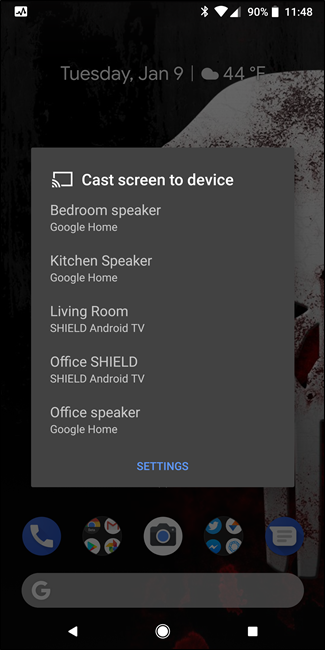 90% 11:48
Tuesday, Jan 9 | 44 °F
Cast screen to device
Bedroom speaker
Google Home
Kitchen Speaker
Google Home
Living Room
SHIELD Android TV
Office SHIELD
SHIELD Android TV
Office speaker
Google Home
SETTINGS
G